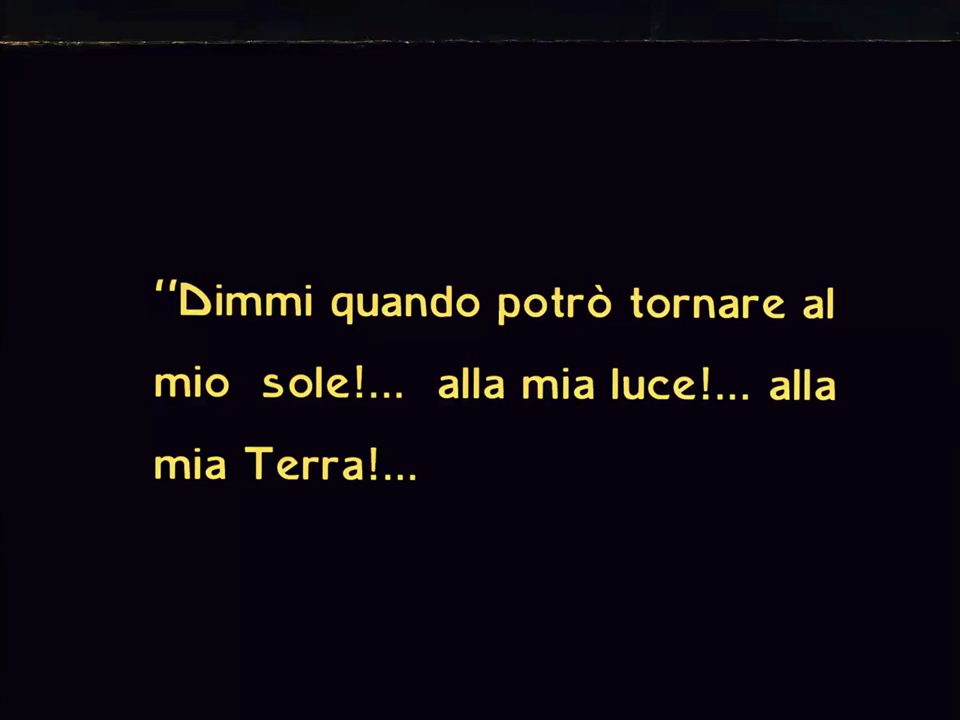 "Dimmi quando potrò tornare al
mio sole!... alla mia luce!... alla
mia Terra!...